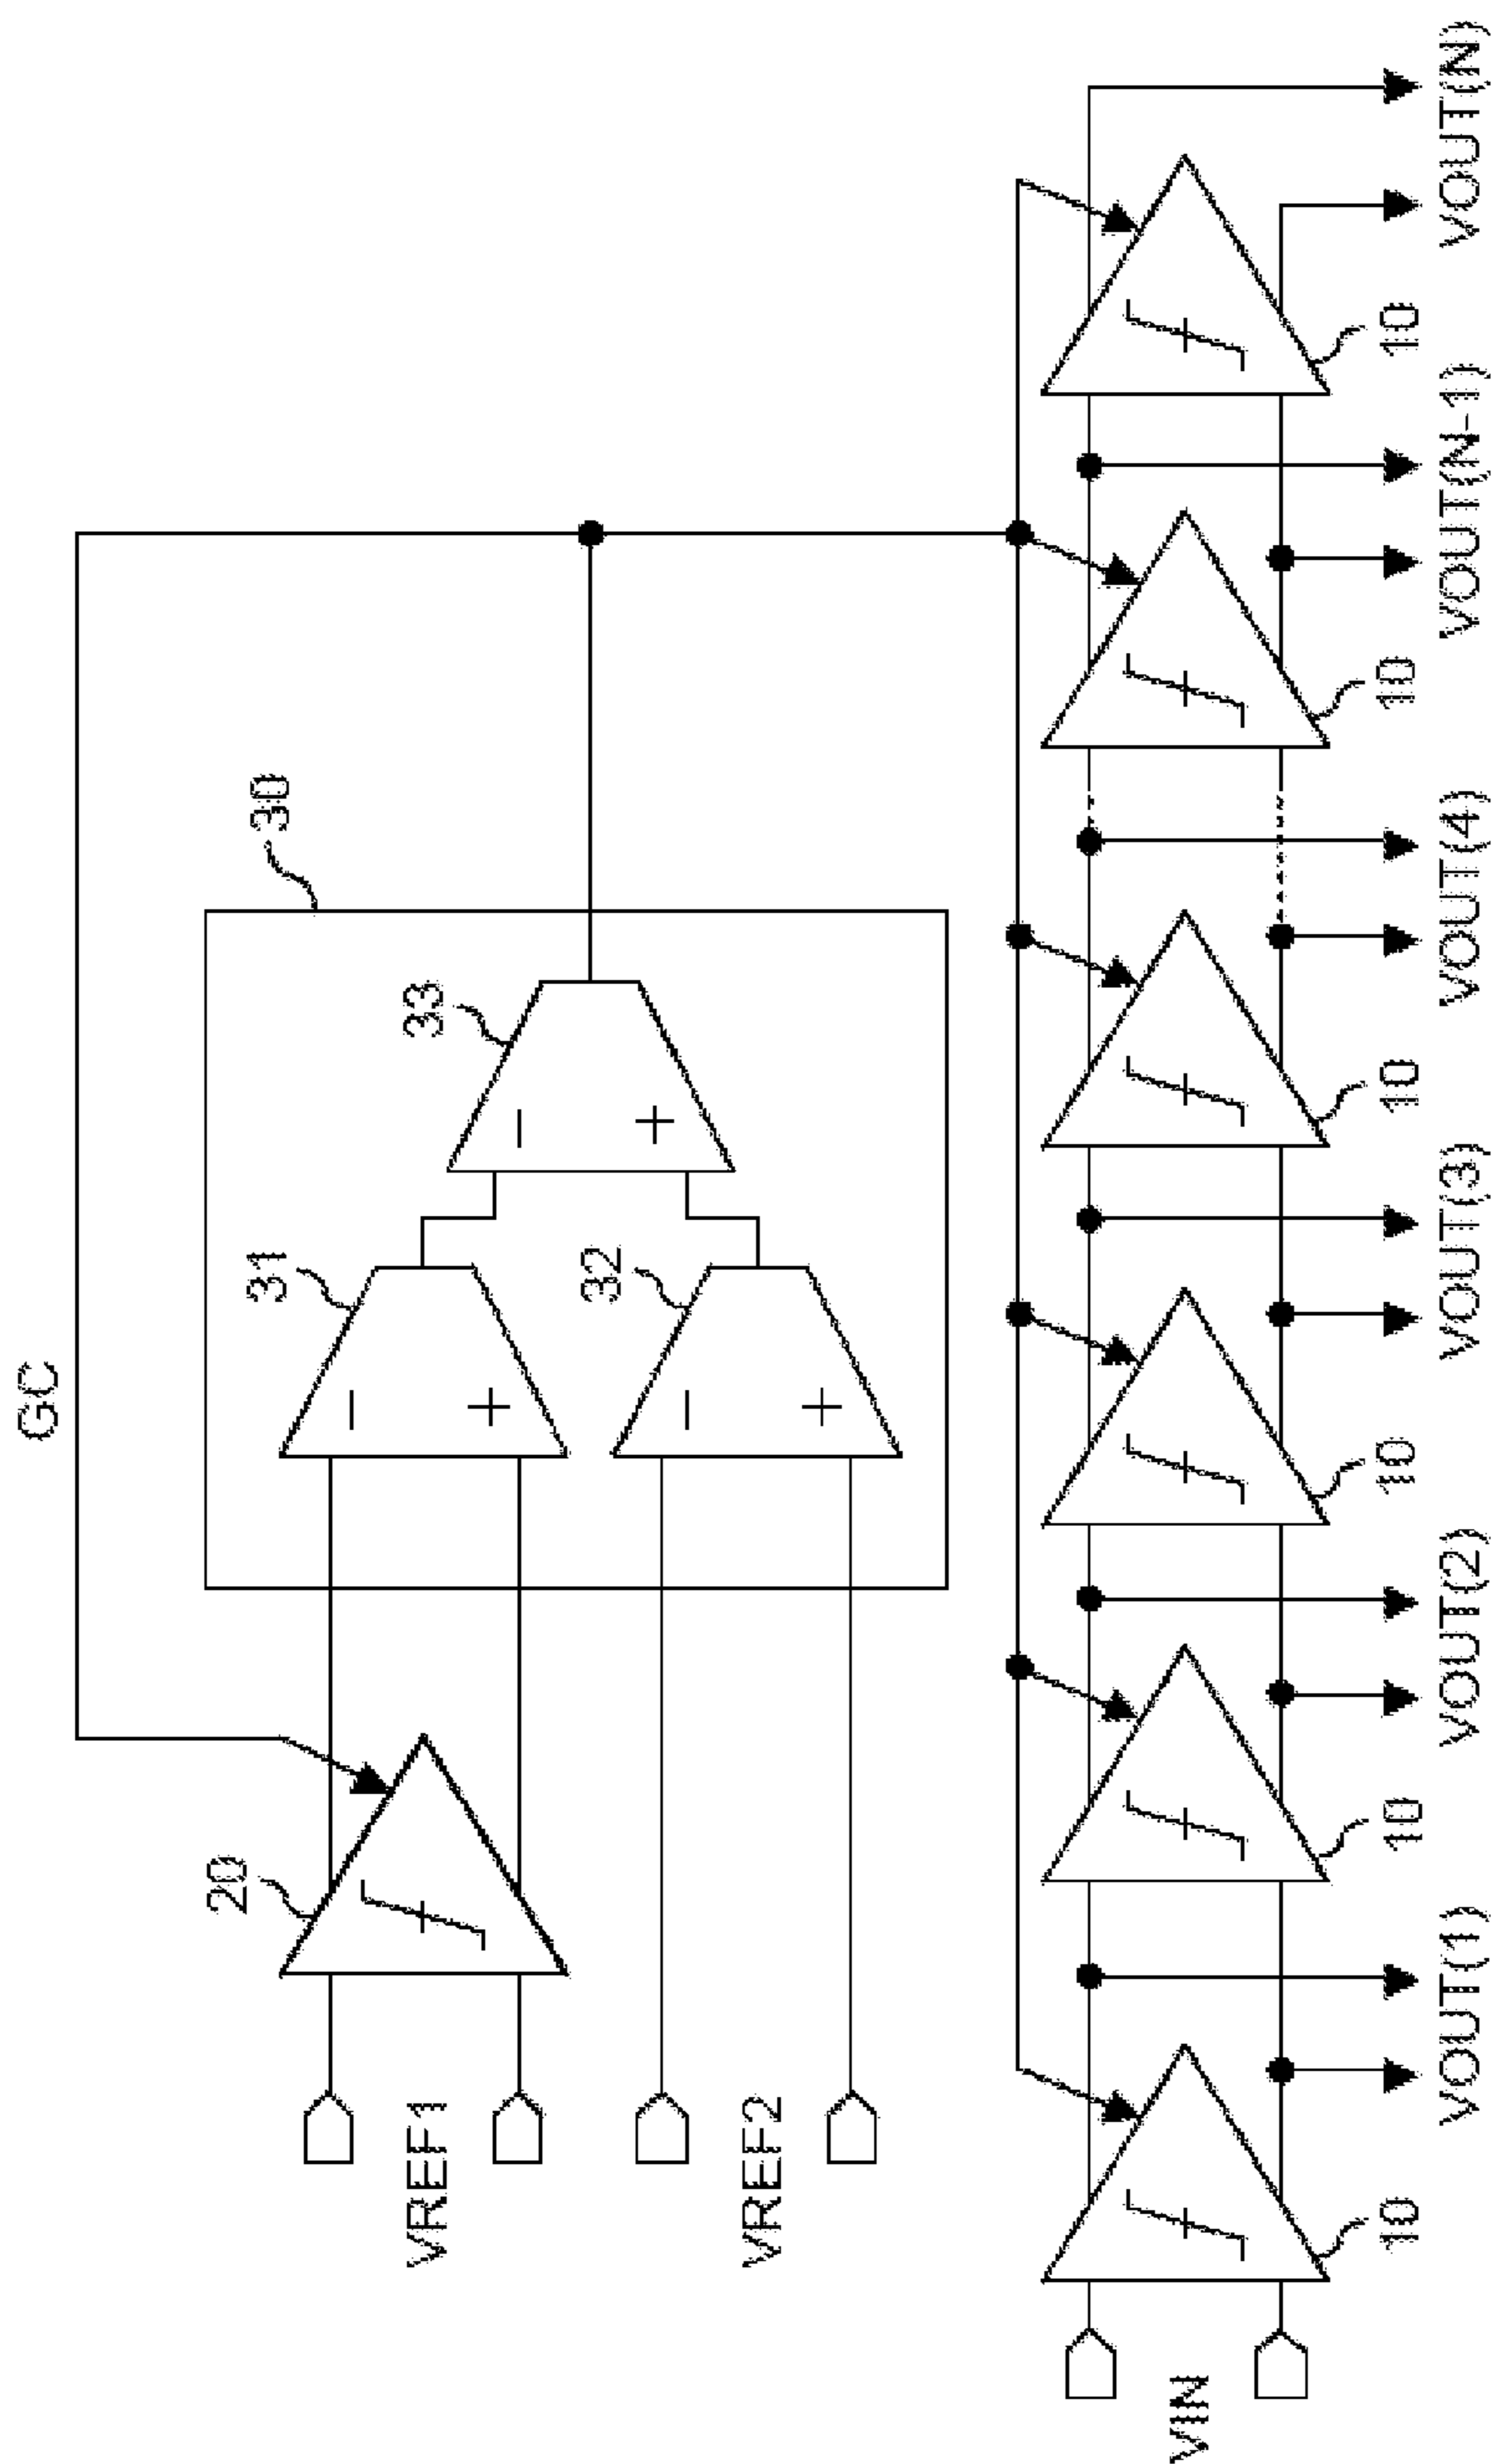 GC
30
33
31
32
20
VREF1
VREF2
VIN
10
10
10
10
10
10
VOUT(1)
VOUT(2)
VOUT(3)
VOUT(4)
VOUT(N-1)
VOUT(N)